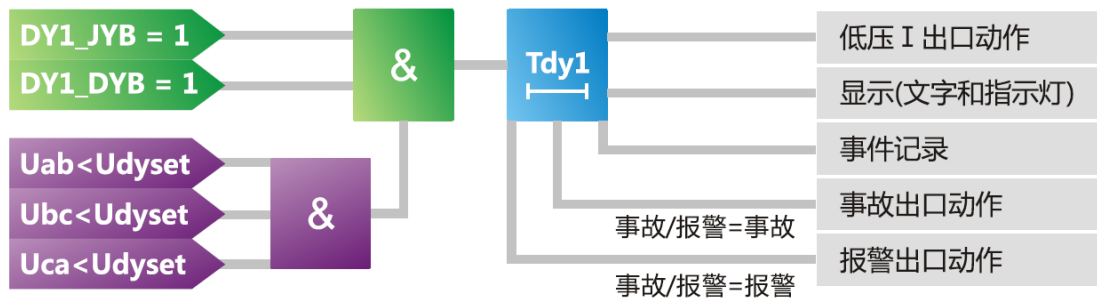 DY1_JYB = 1
DY1_DYB = 1
&
Tdy1
Uab<Udyset
Ubc<Udyset
Uca<Udyset
&
低压 I 出口动作
显示(文字和指示灯)
事件记录
事故出口动作
事故/报警=事故
报警出口动作
事故/报警=报警